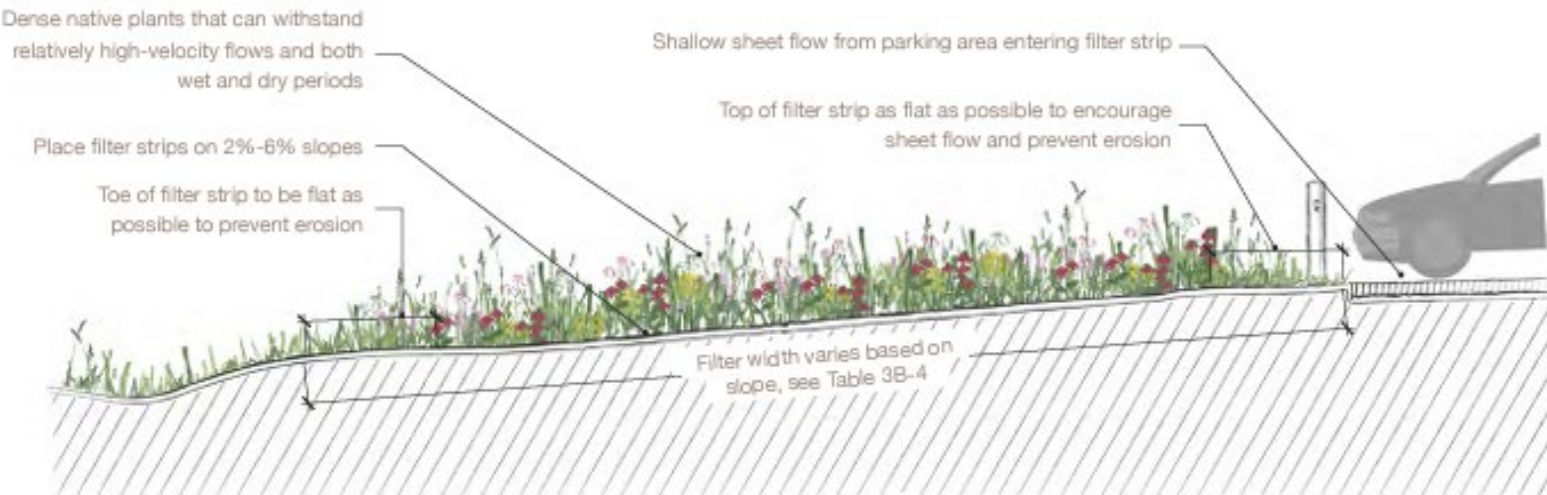 Dense native plants that can withstand
relatively high-velocity flows and both
wet and dry periods
Place filter strips on 2%-6% slopes
Toe of filter strip to be flat as
possible to prevent erosion
Shallow sheet flow from parking area entering filter strip
Top of filter strip as flat as possible to encourage
sheet flow and prevent erosion
Filter width varies based on
slope, see Table 3B-4